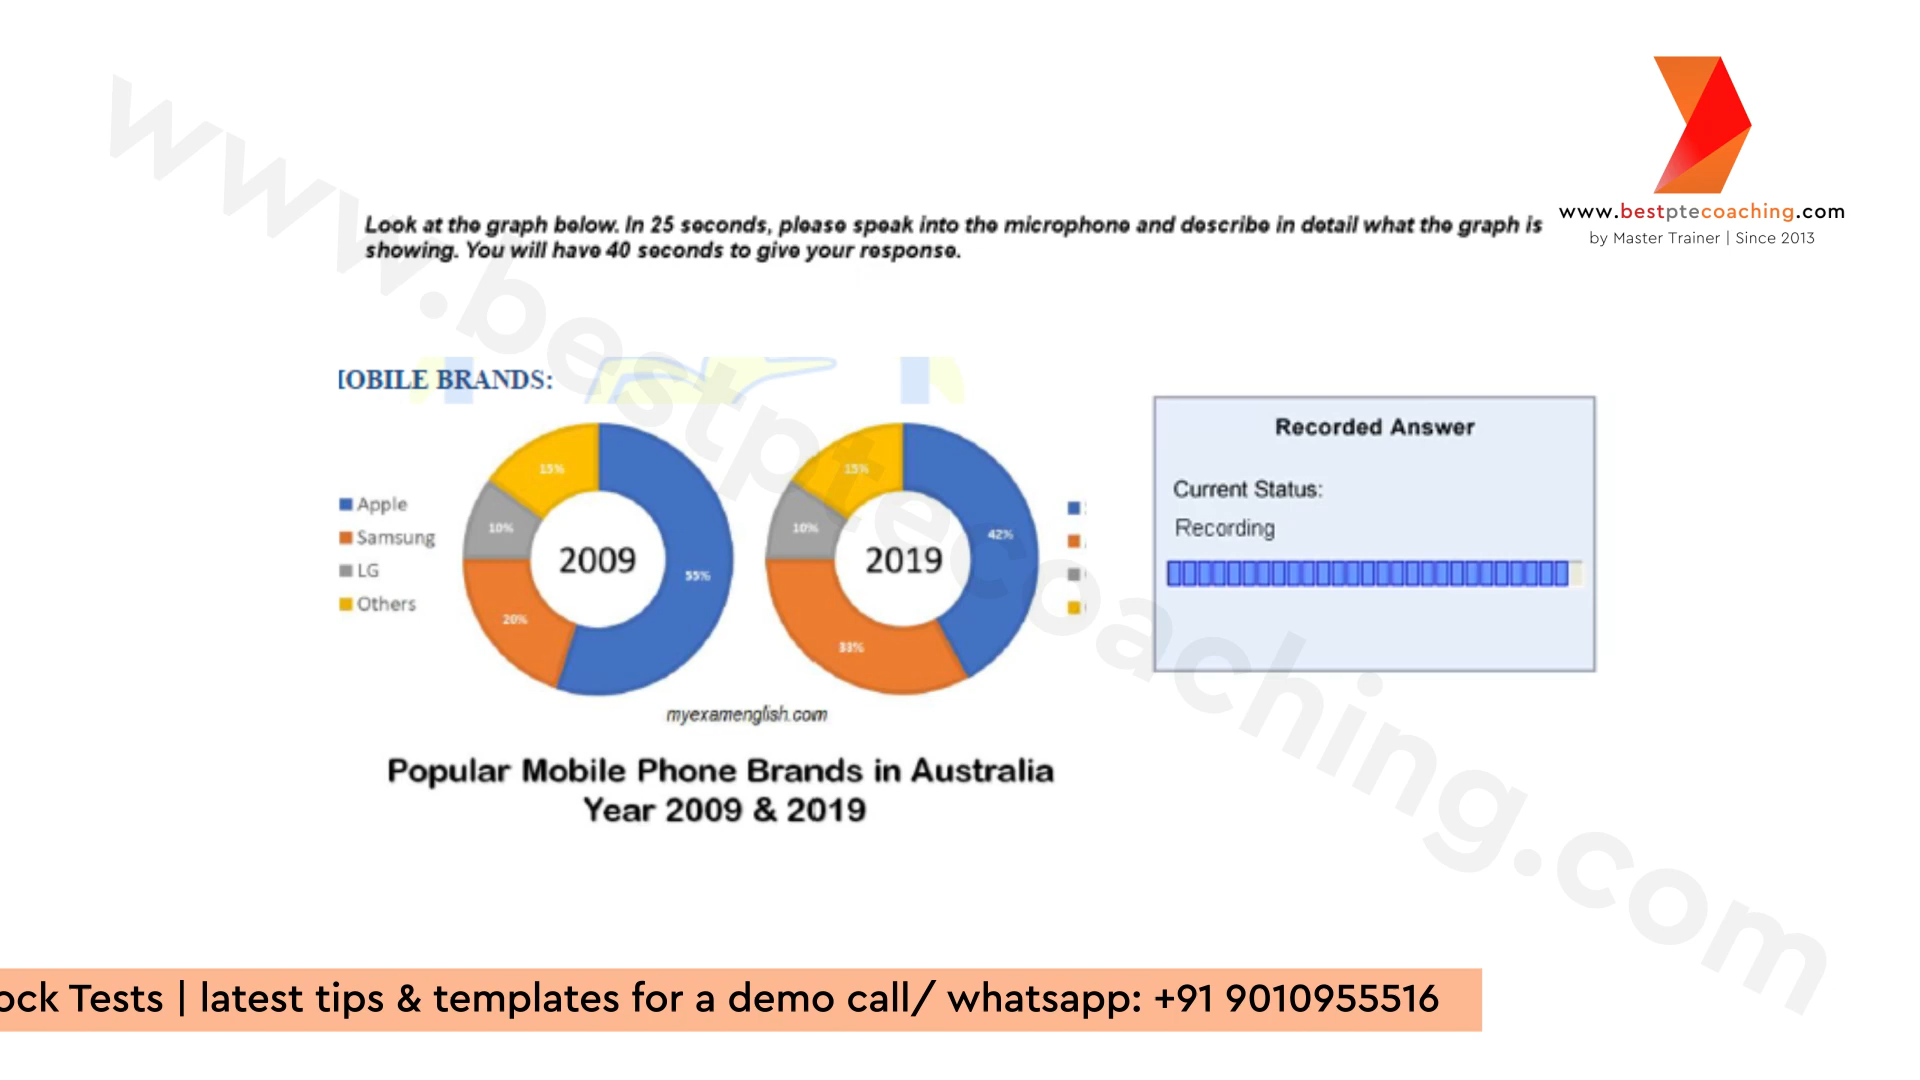 www.bestptecoaching.com
www.bestptecoaching.com
by Master Trainer | Since 2013
Look at the graph below. In 25 seconds, please speak into the microphone and describe in detail what the graph is
showing. You will have 40 seconds to give your response.
OBILE BRANDS:
Apple
Samsung
LG
Others
15%
10%
20%
55%
2009
15%
10%
33%
42%
2019
myexamenglish.com
Popular Mobile Phone Brands in Australia
Year 2009 & 2019
Recorded Answer
Current Status:
Recording
ock Tests | latest tips & templates for a demo call/ whatsapp: +91 9010955516